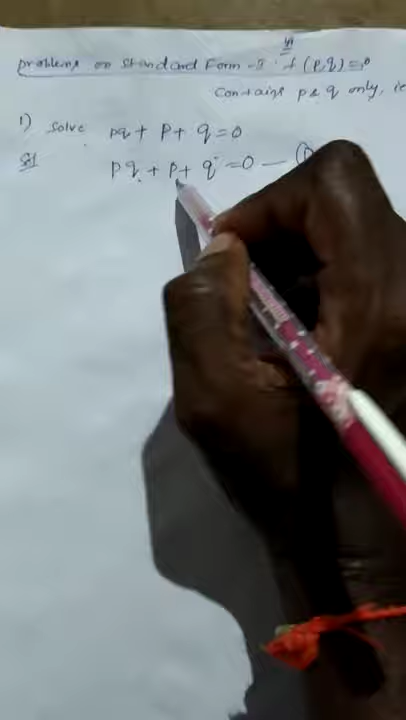 problems on standard Form - I f(p,q)=0
Contains p & q only, ie
1) Solve pq + p + q = 0
Sol pq + p + q = 0 — (1)